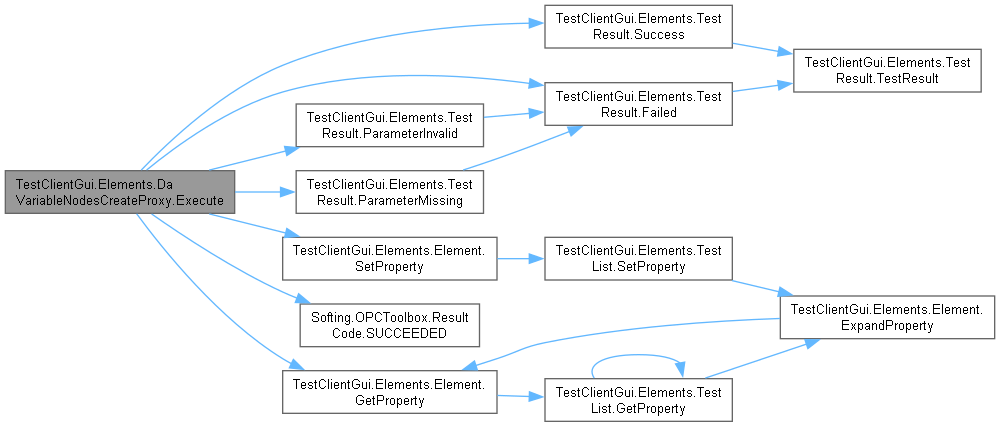 TestClientGui.Elements.Test
Result.Success
TestClientGui.Elements.Test
Result.TestResult
TestClientGui.Elements.Test
Result.Failed
TestClientGui.Elements.Test
Result.ParameterInvalid
TestClientGui.Elements.Da
VariableNodesCreateProxy.Execute
TestClientGui.Elements.Test
Result.ParameterMissing
TestClientGui.Elements.Element.
SetProperty
TestClientGui.Elements.Test
List.SetProperty
Softing.OPCToolbox.Result
Code.SUCCEEDED
TestClientGui.Elements.Element.
ExpandProperty
TestClientGui.Elements.Element.
GetProperty
TestClientGui.Elements.Test
List.GetProperty